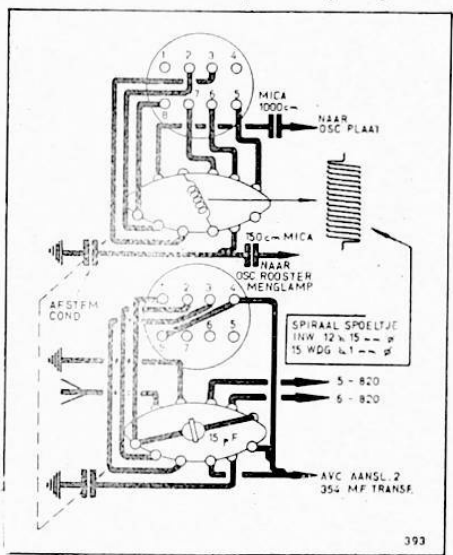 1 2 3 4
8 7 6 5
MICA
1000cm
NAAR
OSC PLAAT
150cm MICA
NAAR
OSC ROOSTER
MENGLAMP
AFSTEM
COND
1 2 3 4
7 6 5
SPIRAAL SPOELTJE
INW 12 à 15 mm Ø
15 WDG à 1 mm Ø
15 pF
5 - 820
6 - 820
AVC AANSL. 2
354 M.F. TRANSF.
393